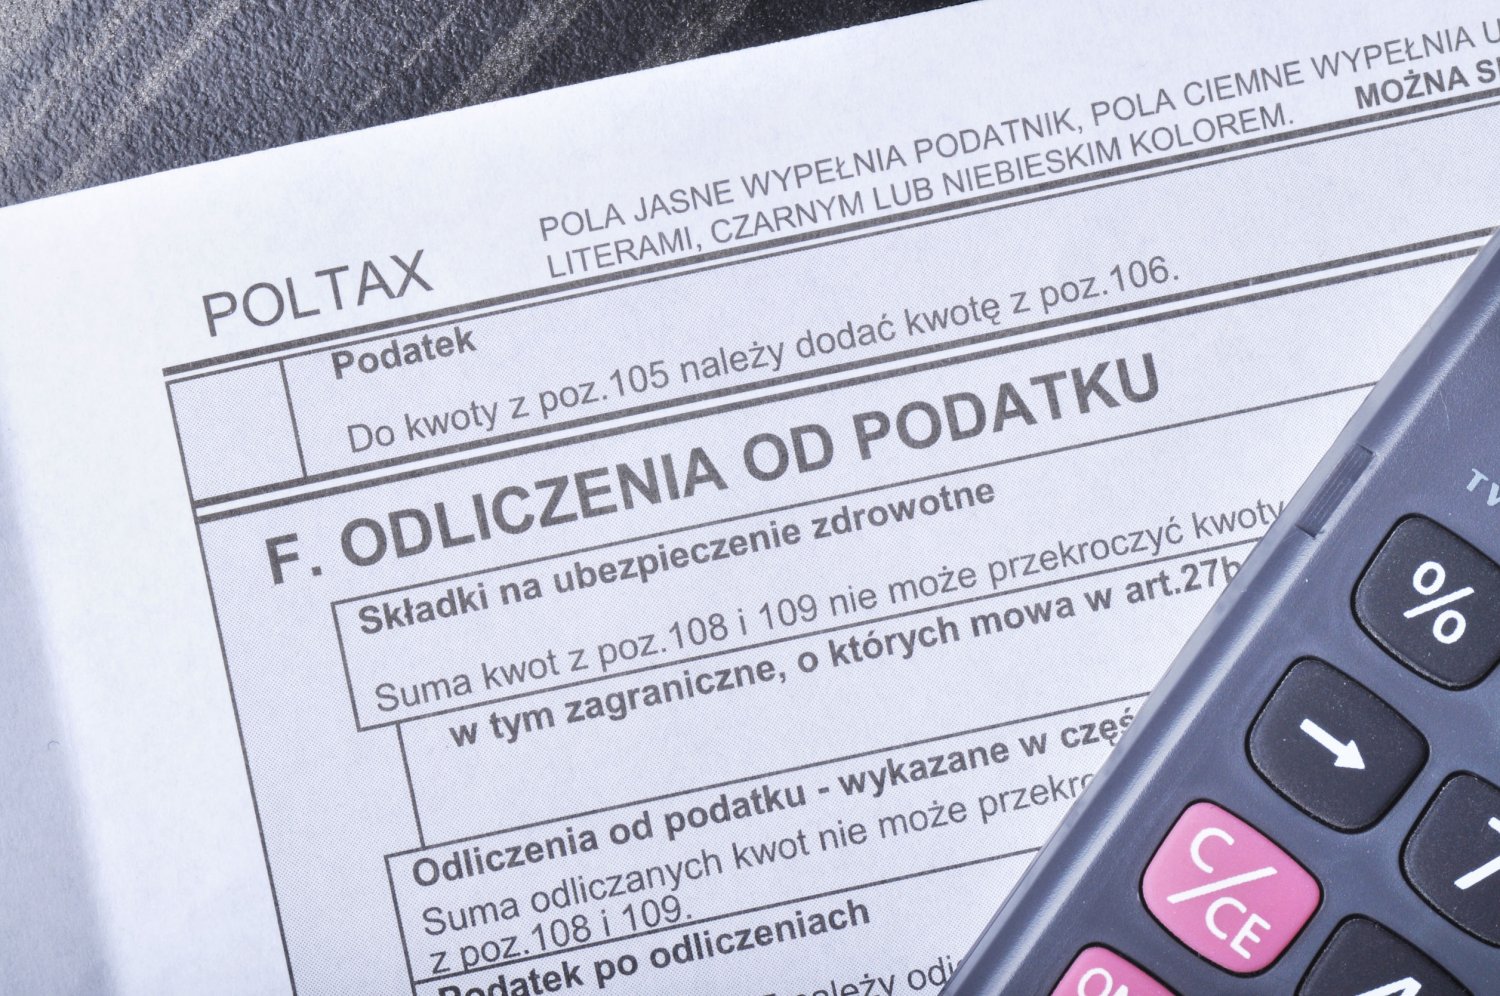 POLA JASNE WYPEŁNIA PODATNIK, POLA CIEMNE WYPEŁNIA
MOŻNA
LITERAMI, CZARNYM LUB NIEBIESKIM KOLOREM.
POLTAX
Podatek
Do kwoty z poz.105 należy dodać kwotę z poz.106.
F. ODLICZENIA OD PODATKU
Składki na ubezpieczenie zdrowotne
Suma kwot z poz.108 i 109 nie może przekroczyć kwoty
w tym zagraniczne, o których mowa w art.27b
Odliczenia od podatku - wykazane w
Suma odliczanych kwot nie może
z poz.108 i 109.
Podatek po odliczeniach
%
C/CE